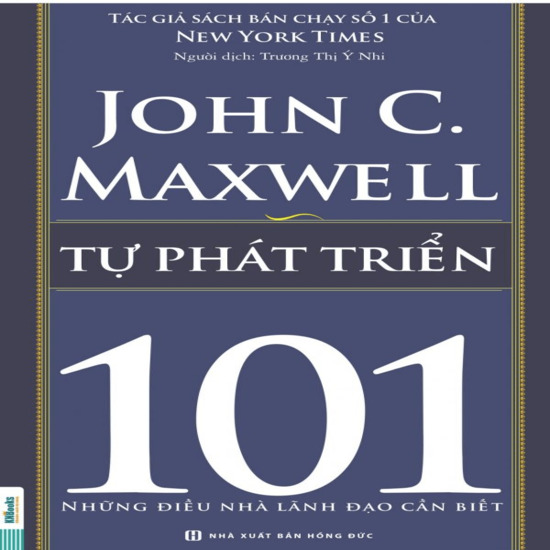 TÁC GIẢ SÁCH BÁN CHẠY SỐ 1 CỦA
NEW YORK TIMES
Người dịch: Trương Thị Ý Nhi
JOHN C.
MAXWELL
TỰ PHÁT TRIỂN
101
NHỮNG ĐIỀU NHÀ LÃNH ĐẠO CẦN BIẾT
NHÀ XUẤT BẢN HỒNG ĐỨC
KNBooks